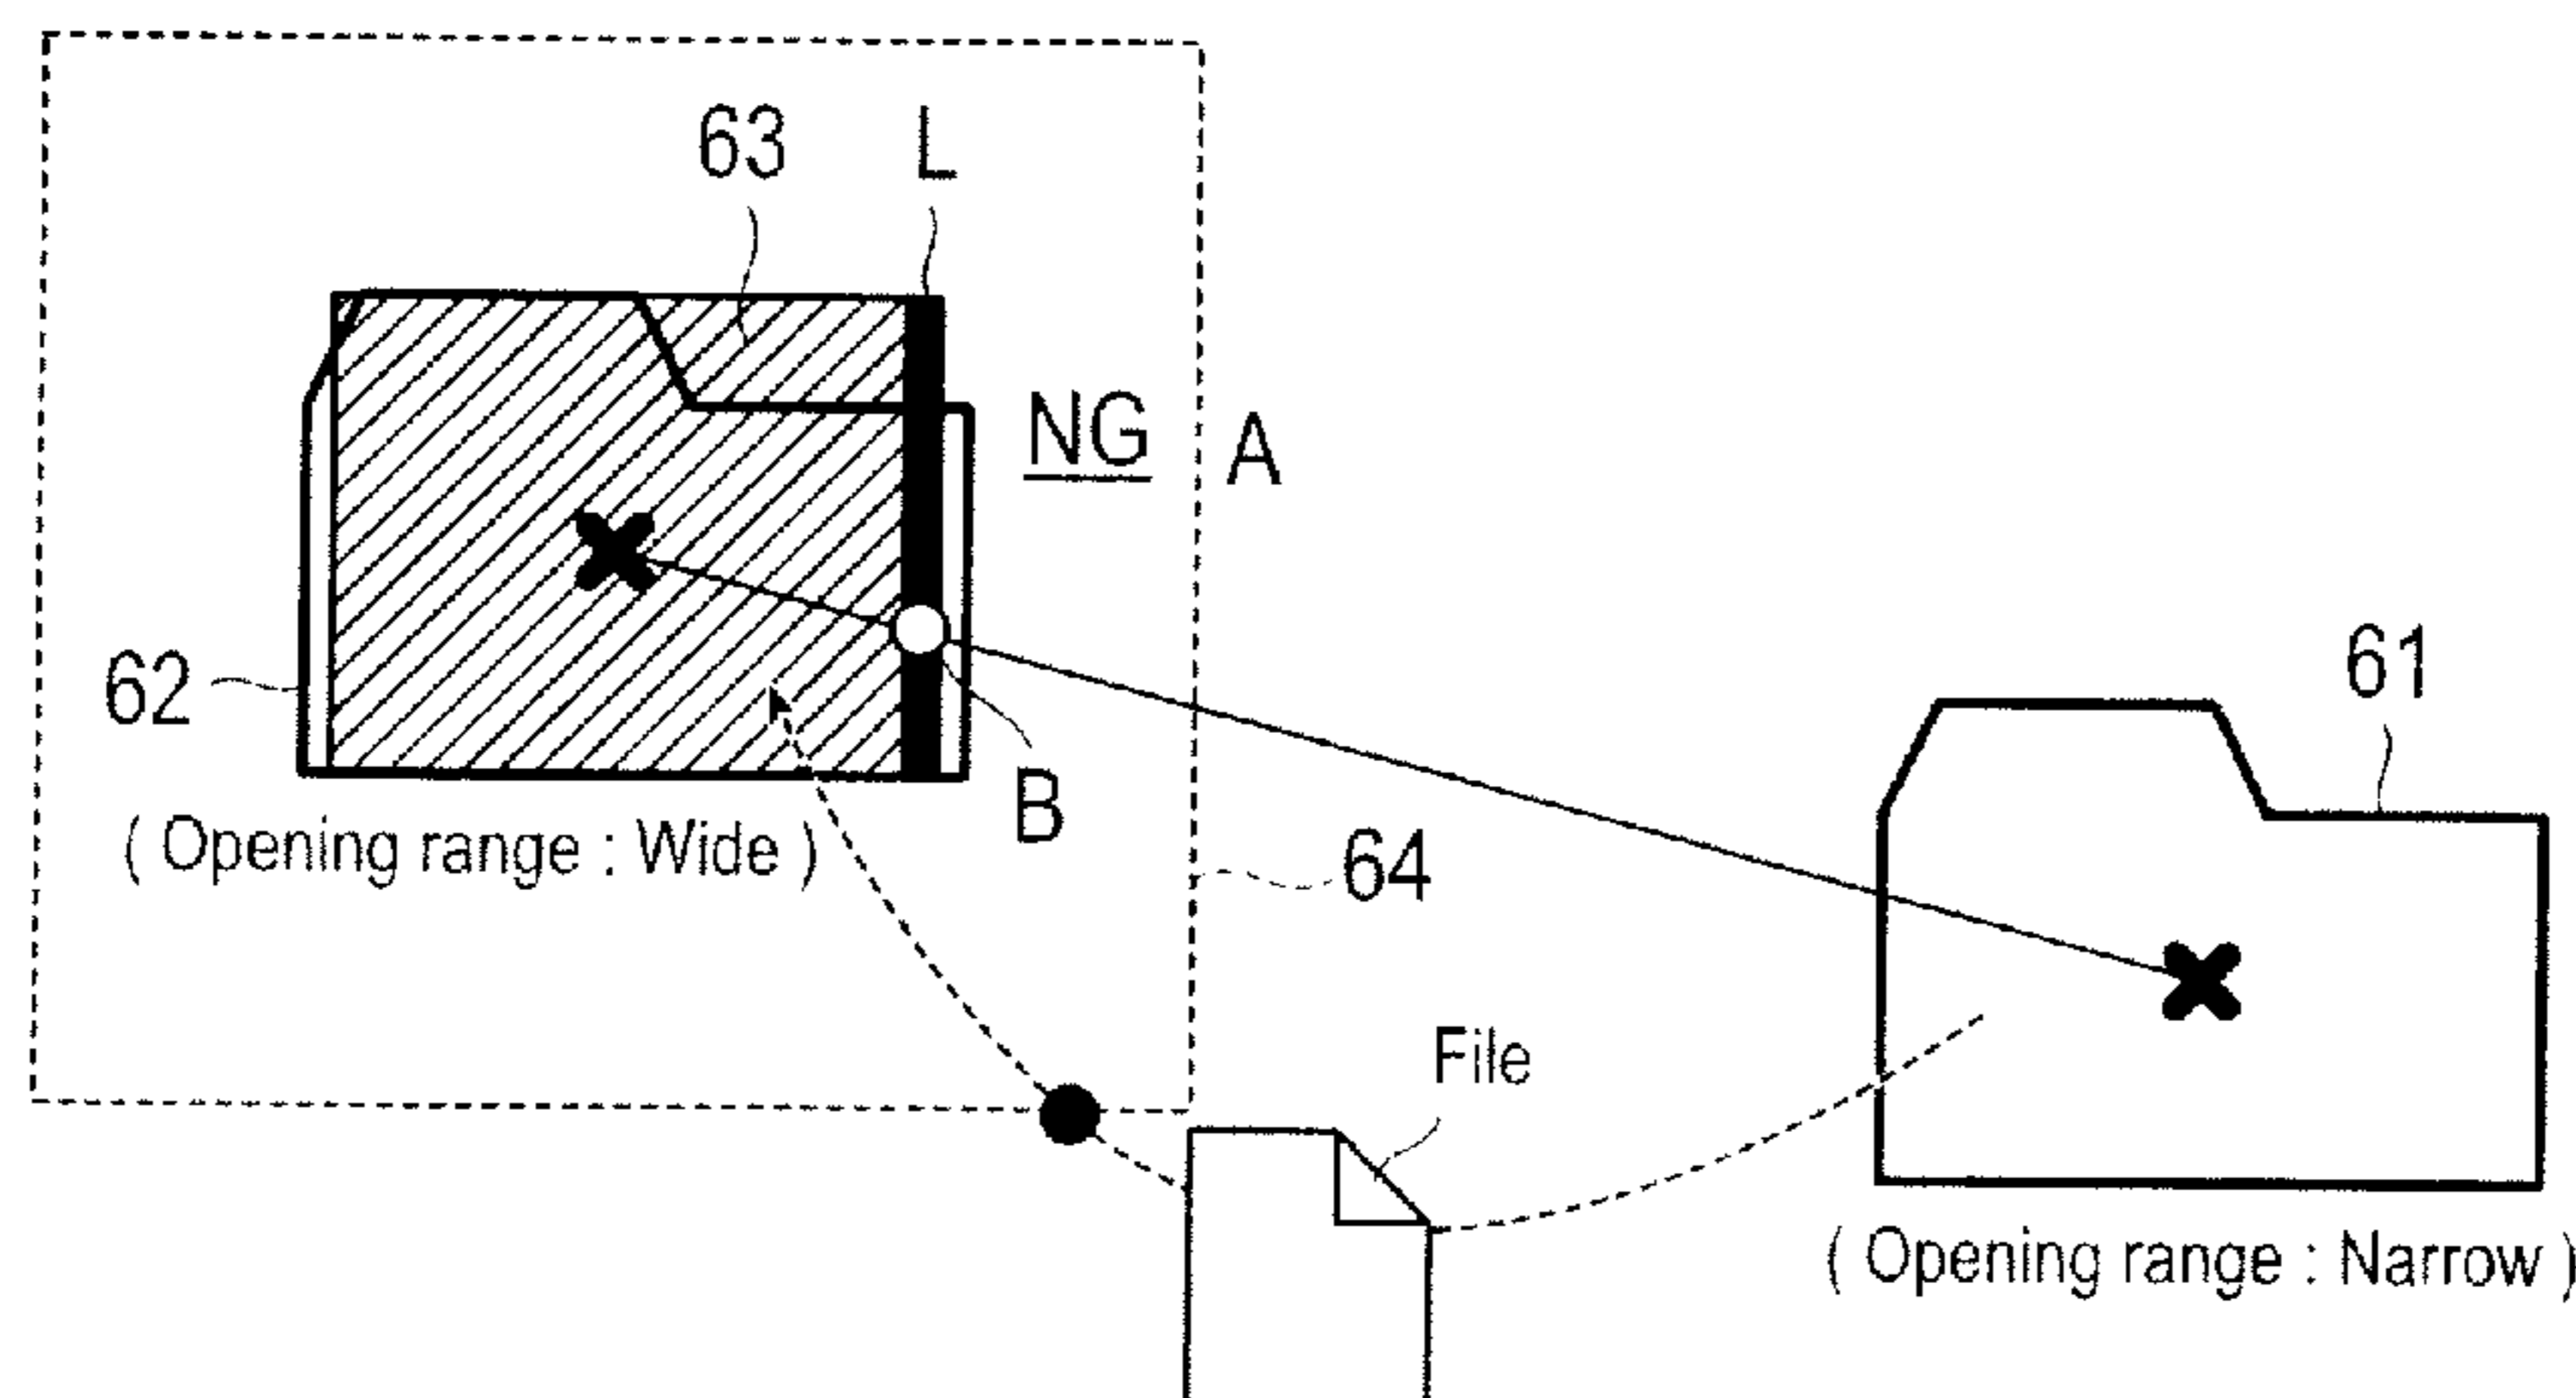 63 L
NG A
62
61
B
( Opening range : Wide )
64
File
( Opening range : Narrow )